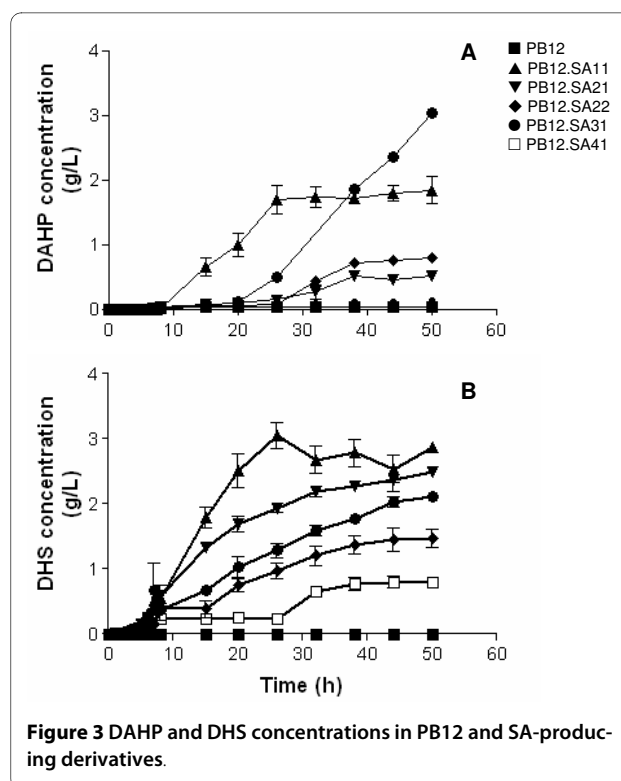 A
PB12
PB12.SA11
PB12.SA21
PB12.SA22
PB12.SA31
PB12.SA41
DAHP concentration
(g/L)
4
3
2
1
0
0 10 20 30 40 50 60
B
DHS concentration
(g/L)
4
3
2
1
0
0 10 20 30 40 50 60
Time (h)
Figure 3 DAHP and DHS concentrations in PB12 and SA-produc-
ing derivatives.